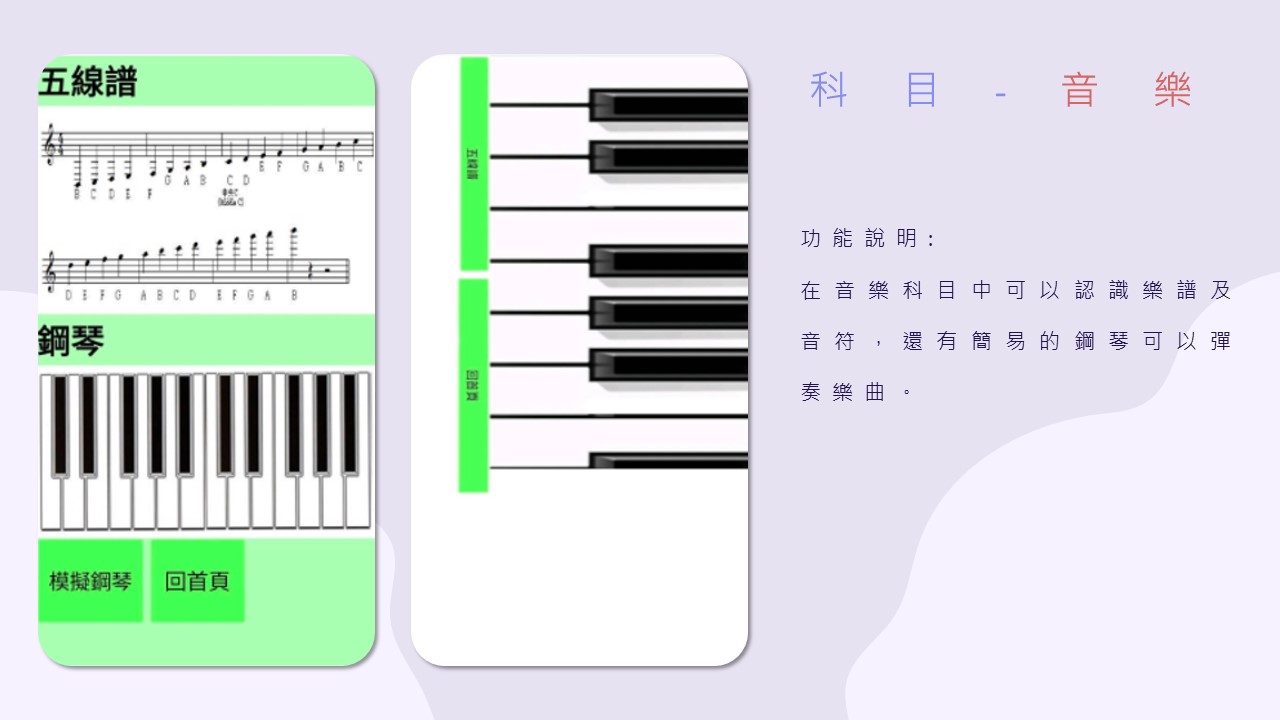 五線譜
B C D E F G A B C D E F G A B C
中央C
(Middle C)
D E F G A B C D E F G A B
鋼琴
模擬鋼琴 回首頁
五線譜
回首頁
科目-音樂
功能說明:
在音樂科目中可以認識樂譜及
音符，還有簡易的鋼琴可以彈
奏樂曲。